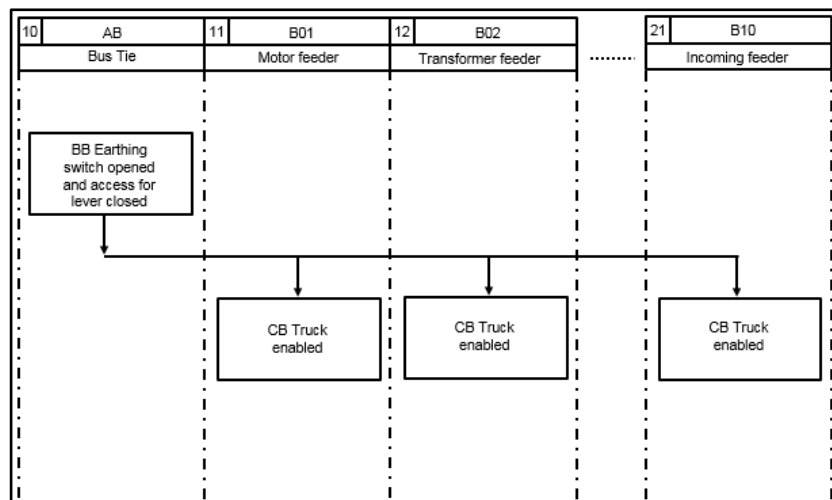 10 AB 11 B01 12 B02 21 B10
Bus Tie Motor feeder Transformer feeder ............ Incoming feeder
BB Earthing
switch opened
and access for
lever closed
CB Truck
enabled
CB Truck
enabled
CB Truck
enabled